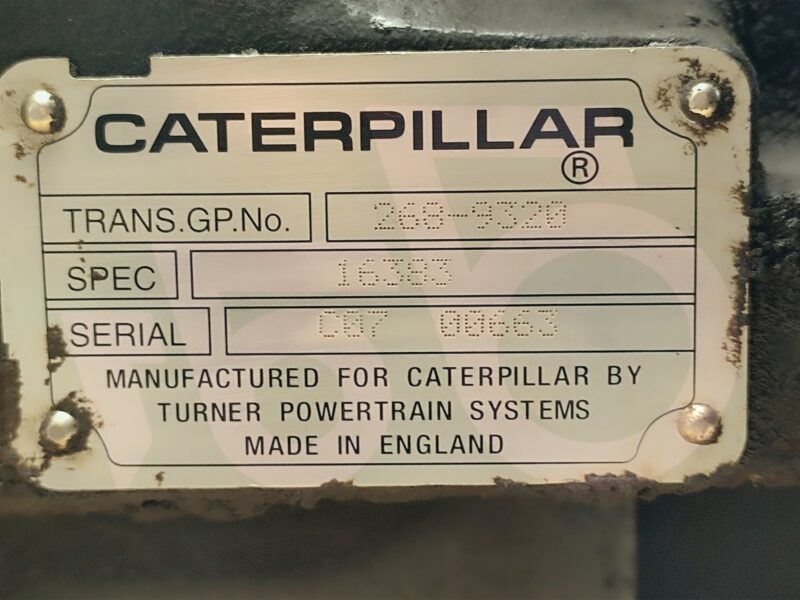 CATERPILLAR
®
TRANS.GP.No. 268-9320
SPEC 16383
SERIAL C07 00663
MANUFACTURED FOR CATERPILLAR BY
TURNER POWERTRAIN SYSTEMS
MADE IN ENGLAND